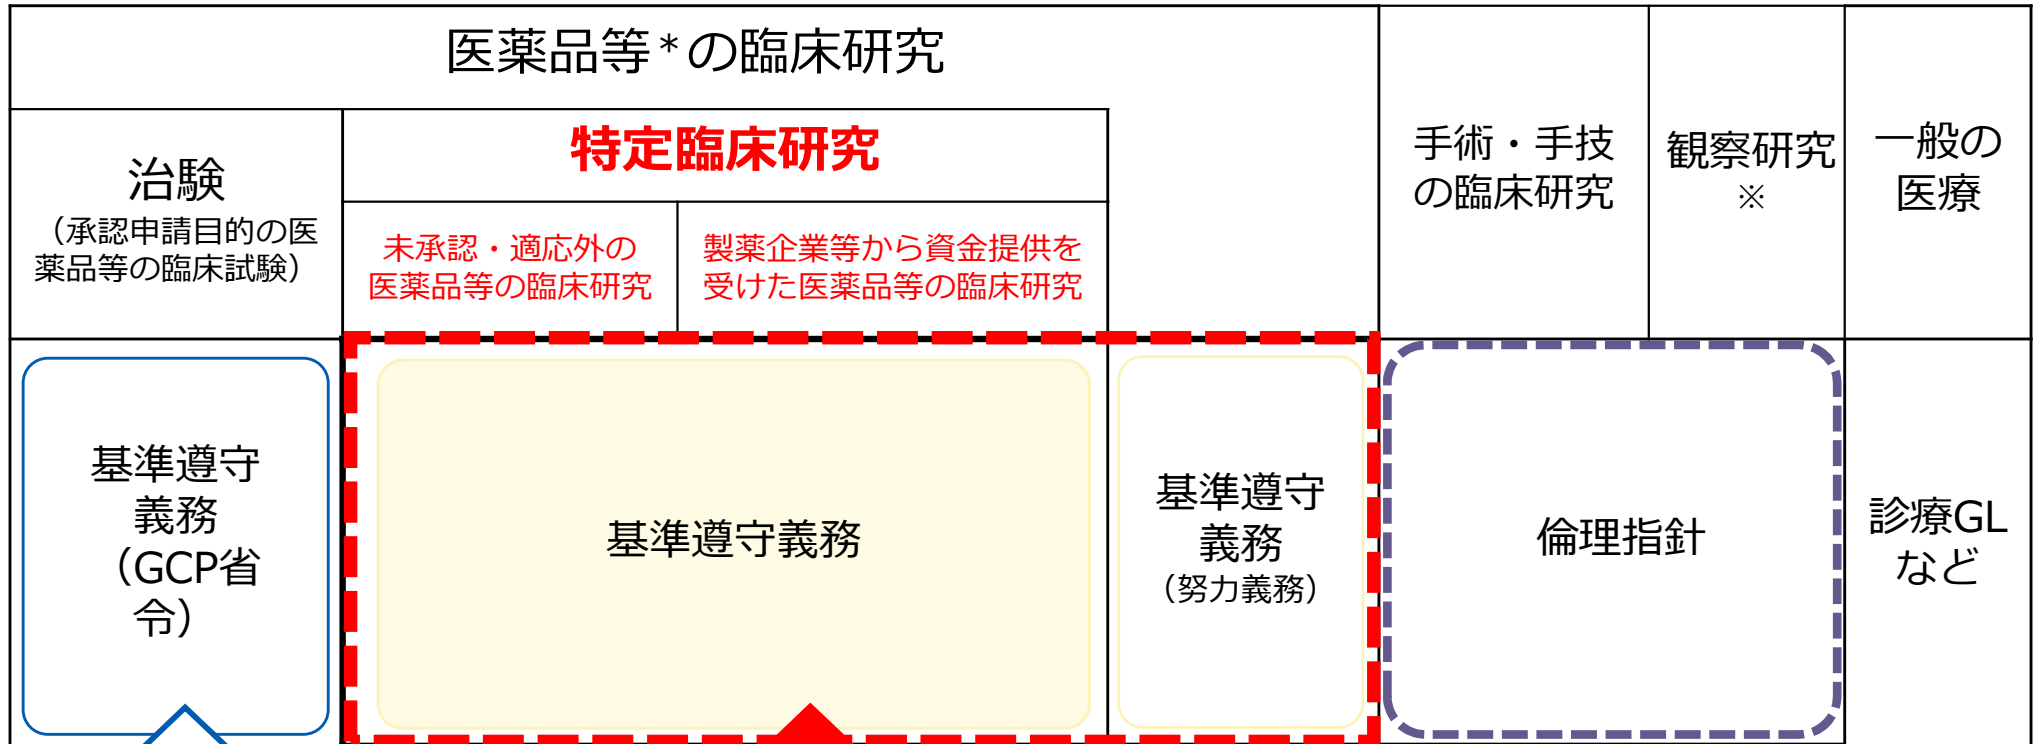 医薬品等*の臨床研究
治験
（承認申請目的の医
薬品等の臨床試験）
特定臨床研究
未承認・適応外の
医薬品等の臨床研究
製薬企業等から資金提供を
受けた医薬品等の臨床研究
手術・手技
の臨床研究
観察研究
※
一般の
医療
基準遵守
義務
（GCP省
令）
基準遵守義務
基準遵守
義務
（努力義務）
倫理指針
診療GL
など